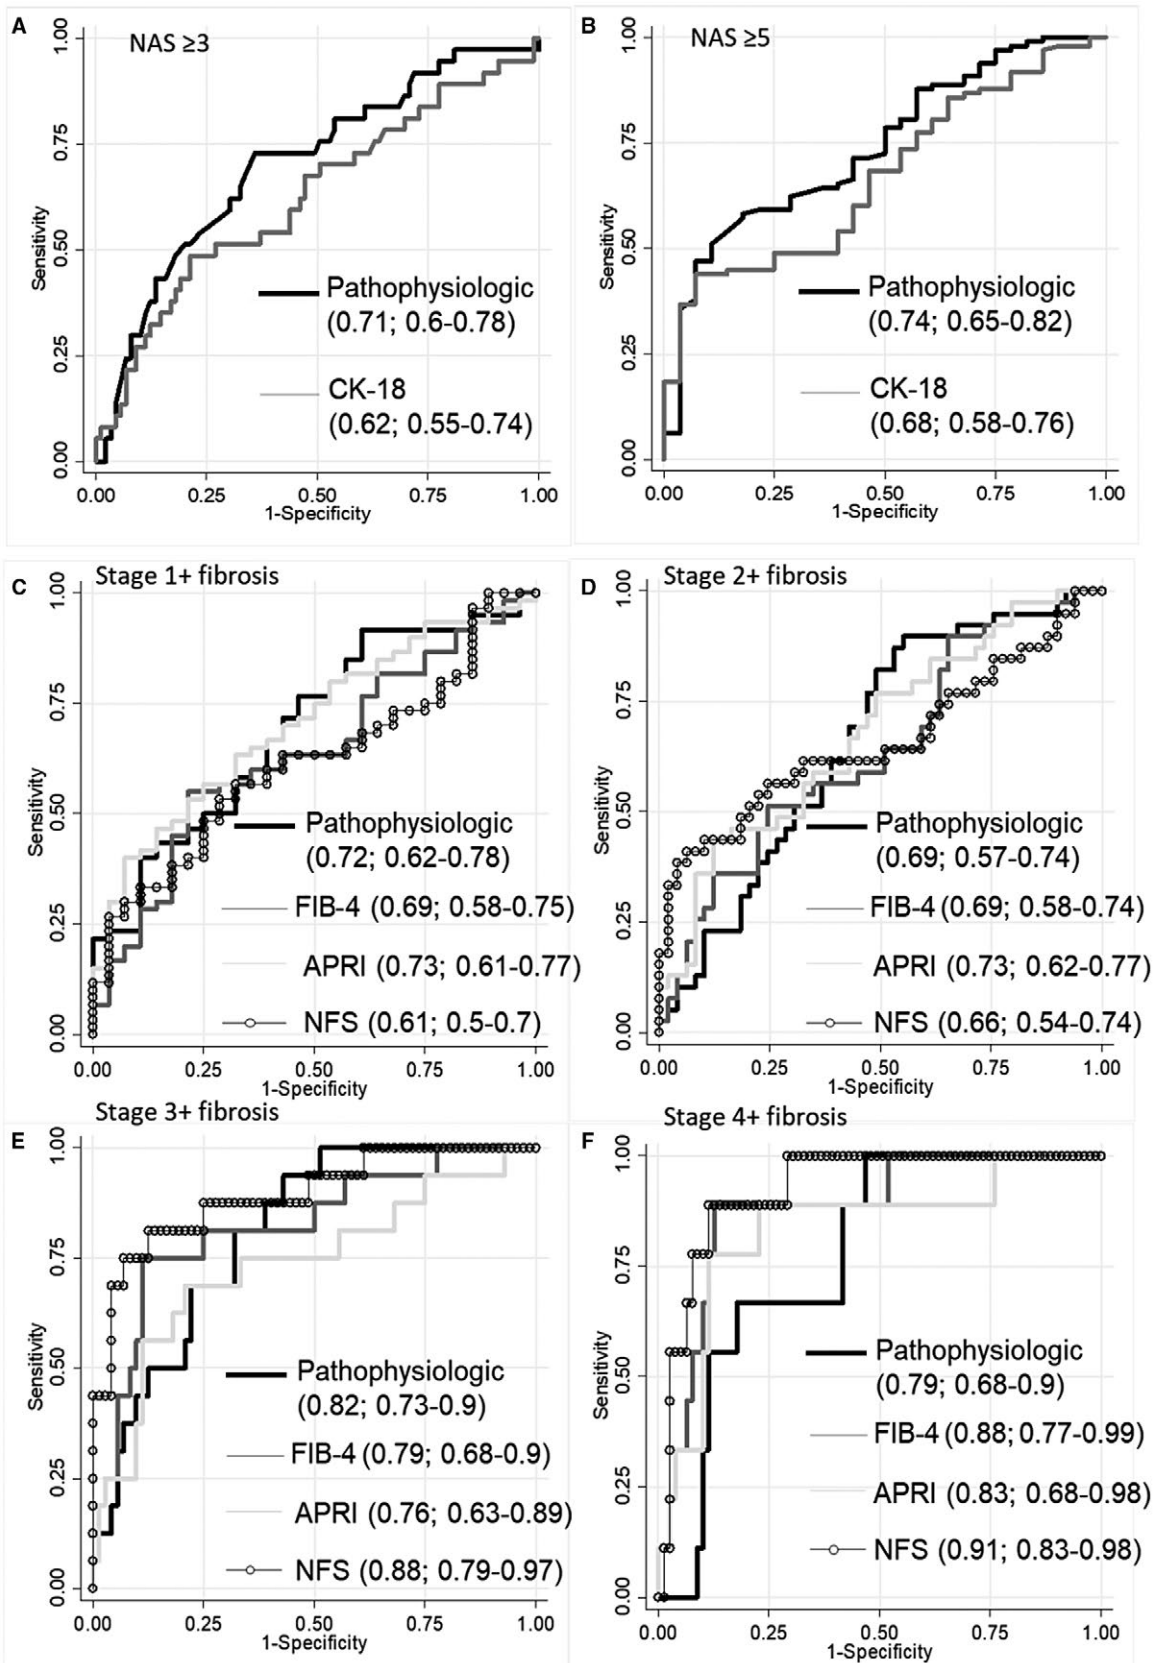 A
NAS ≥3
1.00
0.75
0.50
0.25
0.00
Sensitivity
Pathophysiologic
(0.71; 0.6-0.78)
CK-18
(0.62; 0.55-0.74)
0.00 0.25 0.50 0.75 1.00
1-Specificity
B
NAS ≥5
1.00
0.75
0.50
0.25
0.00
Sensitivity
Pathophysiologic
(0.74; 0.65-0.82)
CK-18
(0.68; 0.58-0.76)
0.00 0.25 0.50 0.75 1.00
1-Specificity
C
Stage 1+ fibrosis
1.00
0.75
0.50
0.25
0.00
Sensitivity
Pathophysiologic
(0.72; 0.62-0.78)
FIB-4 (0.69; 0.58-0.75)
APRI (0.73; 0.61-0.77)
NFS (0.61; 0.5-0.7)
0.00 0.25 0.50 0.75 1.00
1-Specificity
D
Stage 2+ fibrosis
1.00
0.75
0.50
0.25
0.00
Sensitivity
Pathophysiologic
(0.69; 0.57-0.74)
FIB-4 (0.69; 0.58-0.74)
APRI (0.73; 0.62-0.77)
NFS (0.66; 0.54-0.74)
0.00 0.25 0.50 0.75 1.00
1-Specificity
E
Stage 3+ fibrosis
1.00
0.75
0.50
0.25
0.00
Sensitivity
Pathophysiologic
(0.82; 0.73-0.9)
FIB-4 (0.79; 0.68-0.9)
APRI (0.76; 0.63-0.89)
NFS (0.88; 0.79-0.97)
0.00 0.25 0.50 0.75 1.00
1-Specificity
F
Stage 4+ fibrosis
1.00
0.75
0.50
0.25
0.00
Sensitivity
Pathophysiologic
(0.79; 0.68-0.9)
FIB-4 (0.88; 0.77-0.99)
APRI (0.83; 0.68-0.98)
NFS (0.91; 0.83-0.98)
0.00 0.25 0.50 0.75 1.00
1-Specificity